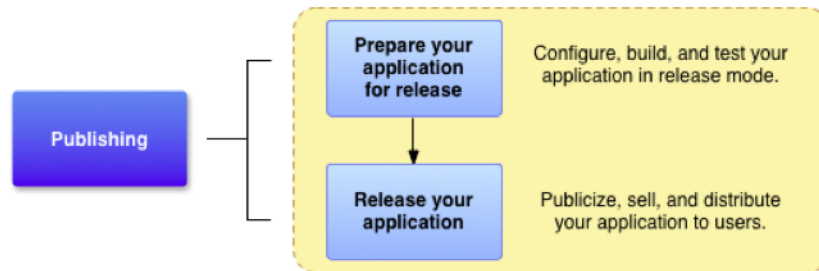 Publishing
Prepare your
application
for release
Configure, build, and test your
application in release mode.
Release your
application
Publicize, sell, and distribute
your application to users.